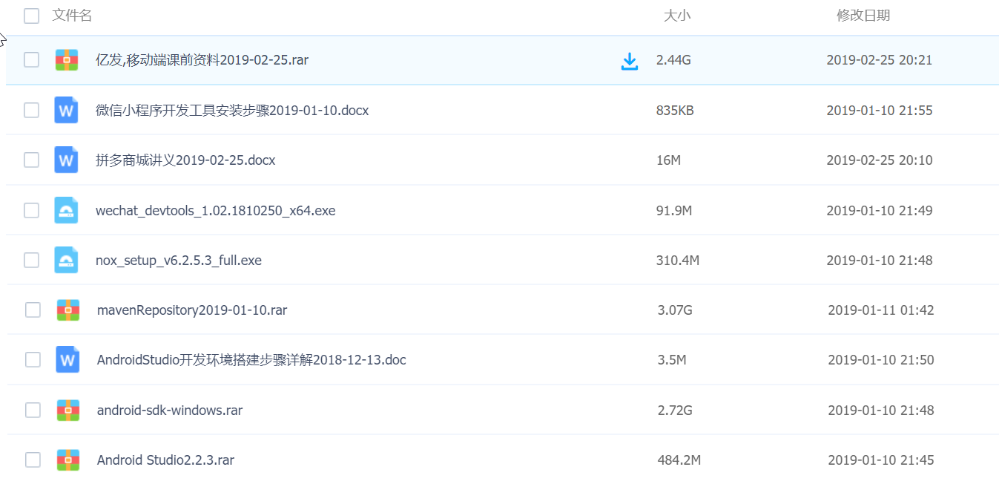 文件名 大小 修改日期
亿发,移动端课前资料2019-02-25.rar 2.44G 2019-02-25 20:21
微信小程序开发工具安装步骤2019-01-10.docx 835KB 2019-01-10 21:55
拼多商城讲义2019-02-25.docx 16M 2019-02-25 20:10
wechat_devtools_1.02.1810250_x64.exe 91.9M 2019-01-10 21:49
nox_setup_v6.2.5.3_full.exe 310.4M 2019-01-10 21:48
mavenRepository2019-01-10.rar 3.07G 2019-01-11 01:42
AndroidStudio开发环境搭建步骤详解2018-12-13.doc 3.5M 2019-01-10 21:50
android-sdk-windows.rar 2.72G 2019-01-10 21:48
Android Studio2.2.3.rar 484.2M 2019-01-10 21:45